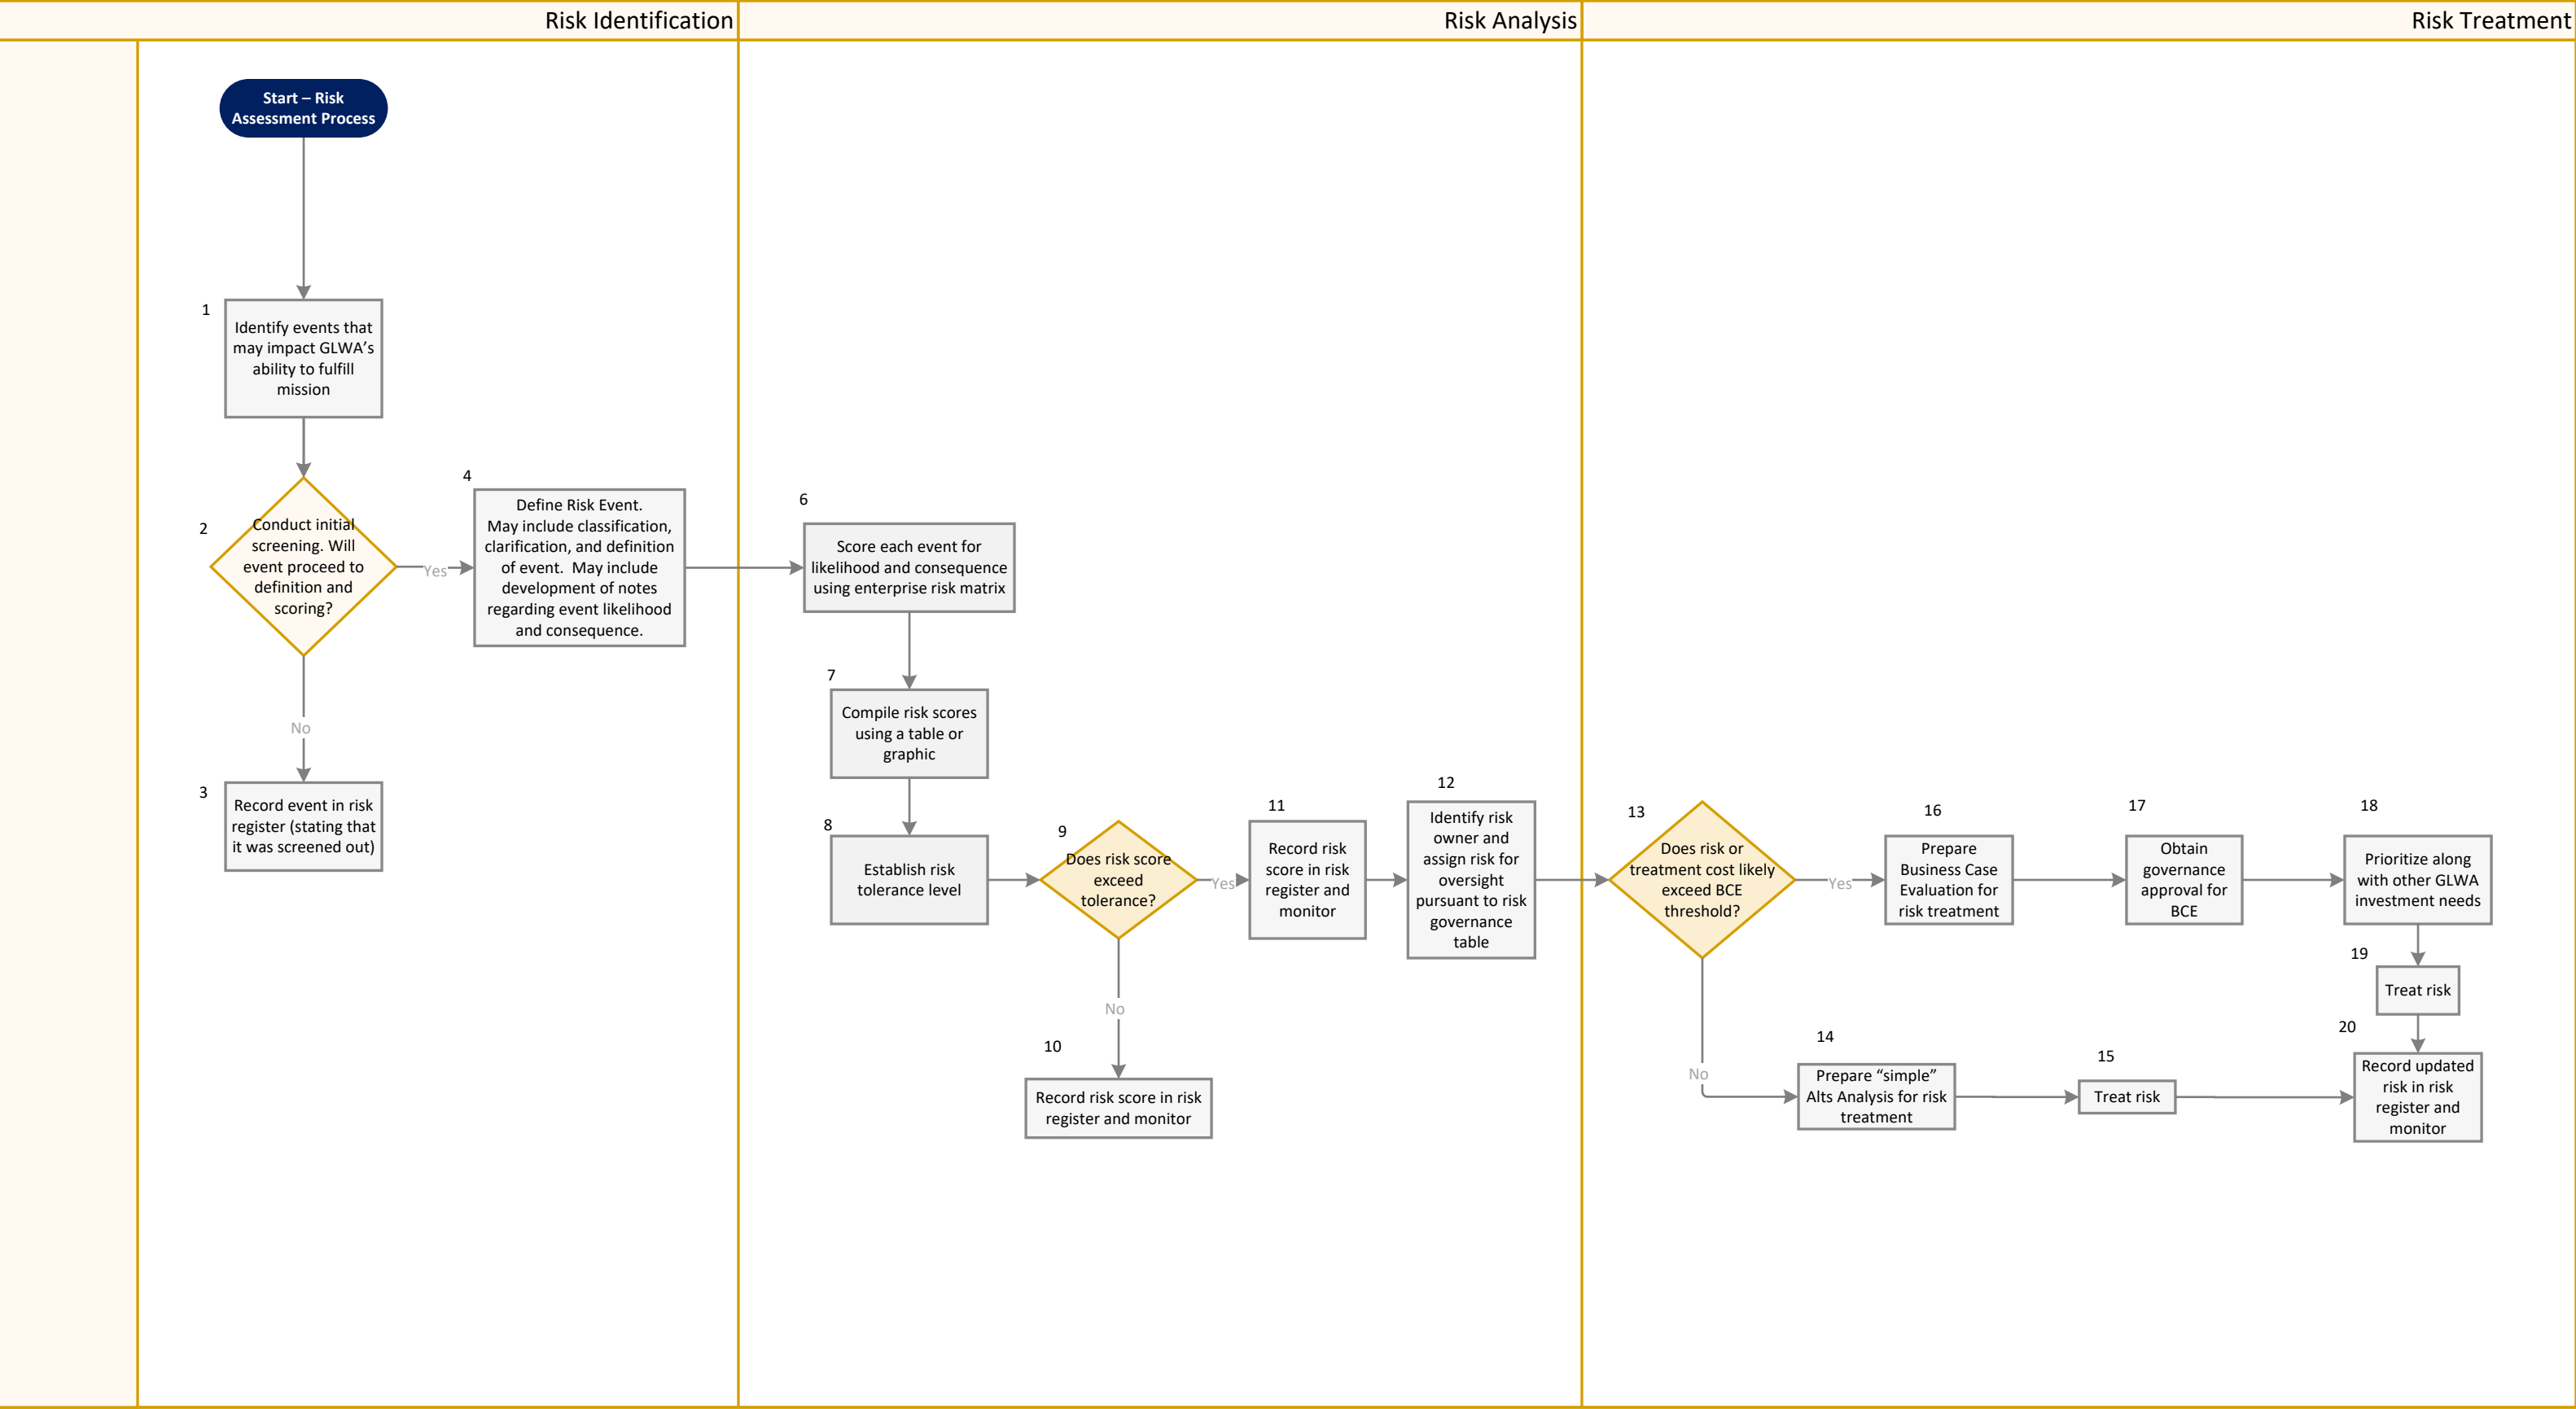 Risk Identification
Risk Analysis
Risk Treatment
Start – Risk
Assessment Process
1
Identify events that
may impact GLWA’s
ability to fulfill
mission
2
Conduct initial
screening. Will
event proceed to
definition and
scoring?
Yes
No
3
Record event in risk
register (stating that
it was screened out)
4
Define Risk Event.
May include classification,
clarification, and definition
of event.  May include
development of notes
regarding event likelihood
and consequence.
6
Score each event for
likelihood and consequence
using enterprise risk matrix
7
Compile risk scores
using a table or
graphic
8
Establish risk
tolerance level
9
Does risk score
exceed
tolerance?
Yes
No
10
Record risk score in risk
register and monitor
11
Record risk
score in risk
register and
monitor
12
Identify risk
owner and
assign risk for
oversight
pursuant to risk
governance
table
13
Does risk or
treatment cost likely
exceed BCE
threshold?
Yes
No
14
Prepare “simple”
Alts Analysis for risk
treatment
15
Treat risk
16
Prepare
Business Case
Evaluation for
risk treatment
17
Obtain
governance
approval for
BCE
18
Prioritize along
with other GLWA
investment needs
19
Treat risk
20
Record updated
risk in risk
register and
monitor